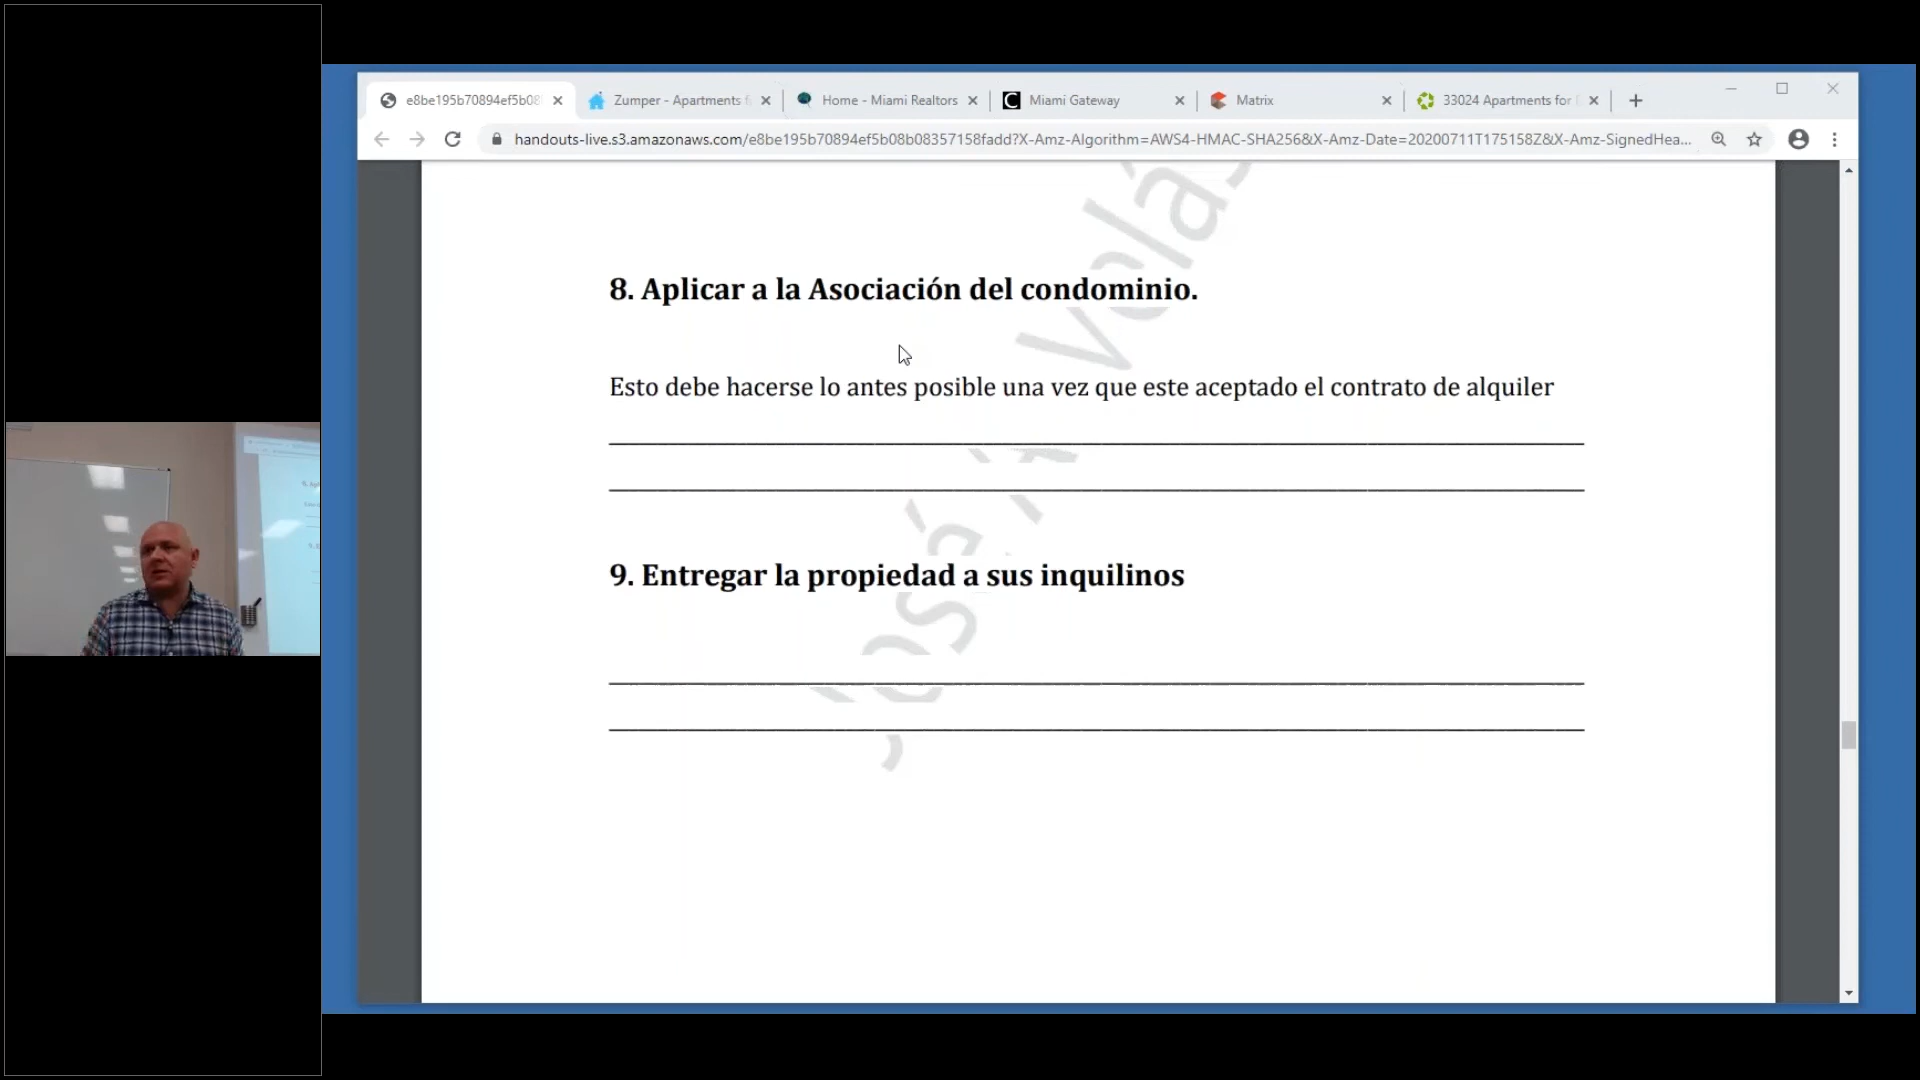 e8be195b70894ef5b08
Zumper - Apartments f
Home - Miami Realtors
Miami Gateway
Matrix
33024 Apartments for
handouts-live.s3.amazonaws.com/e8be195b70894ef5b08b08357158fadd?X-Amz-Algorithm=AWS4-HMAC-SHA256&X-Amz-Date=20200711T175158Z&X-Amz-SignedHea...
8. Aplicar a la Asociación del condominio.
Esto debe hacerse lo antes posible una vez que este aceptado el contrato de alquiler
9. Entregar la propiedad a sus inquilinos